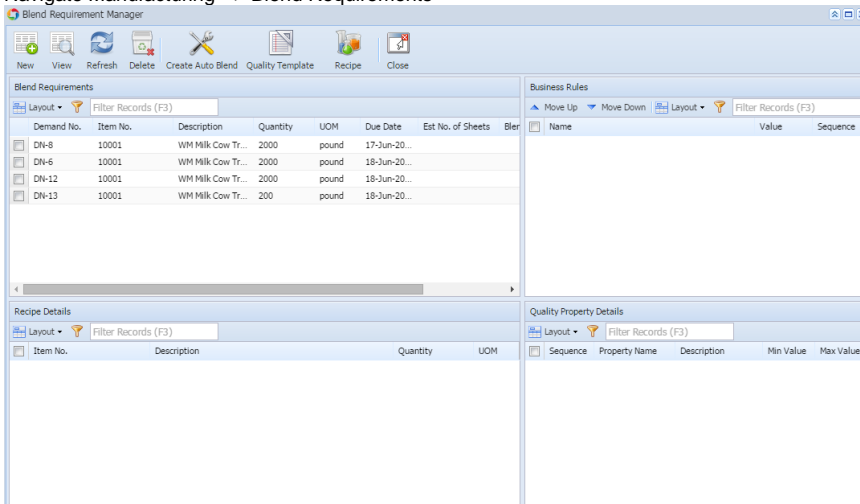 Blend Requirement Manager
New View Refresh Delete Create Auto Blend Quality Template Recipe Close
Blend Requirements
Layout Filter Records (F3)
Demand No. Item No. Description Quantity UOM Due Date Est No. of Sheets Bler
DN-8 10001 WM Milk Cow Tr... 2000 pound 17-Jun-20...
DN-6 10001 WM Milk Cow Tr... 2000 pound 18-Jun-20...
DN-12 10001 WM Milk Cow Tr... 2000 pound 18-Jun-20...
DN-13 10001 WM Milk Cow Tr... 200 pound 18-Jun-20...
Business Rules
Move Up Move Down Layout Filter Records (F3)
Name Value Sequence
Recipe Details
Layout Filter Records (F3)
Item No. Description Quantity UOM
Quality Property Details
Layout Filter Records (F3)
Sequence Property Name Description Min Value Max Value